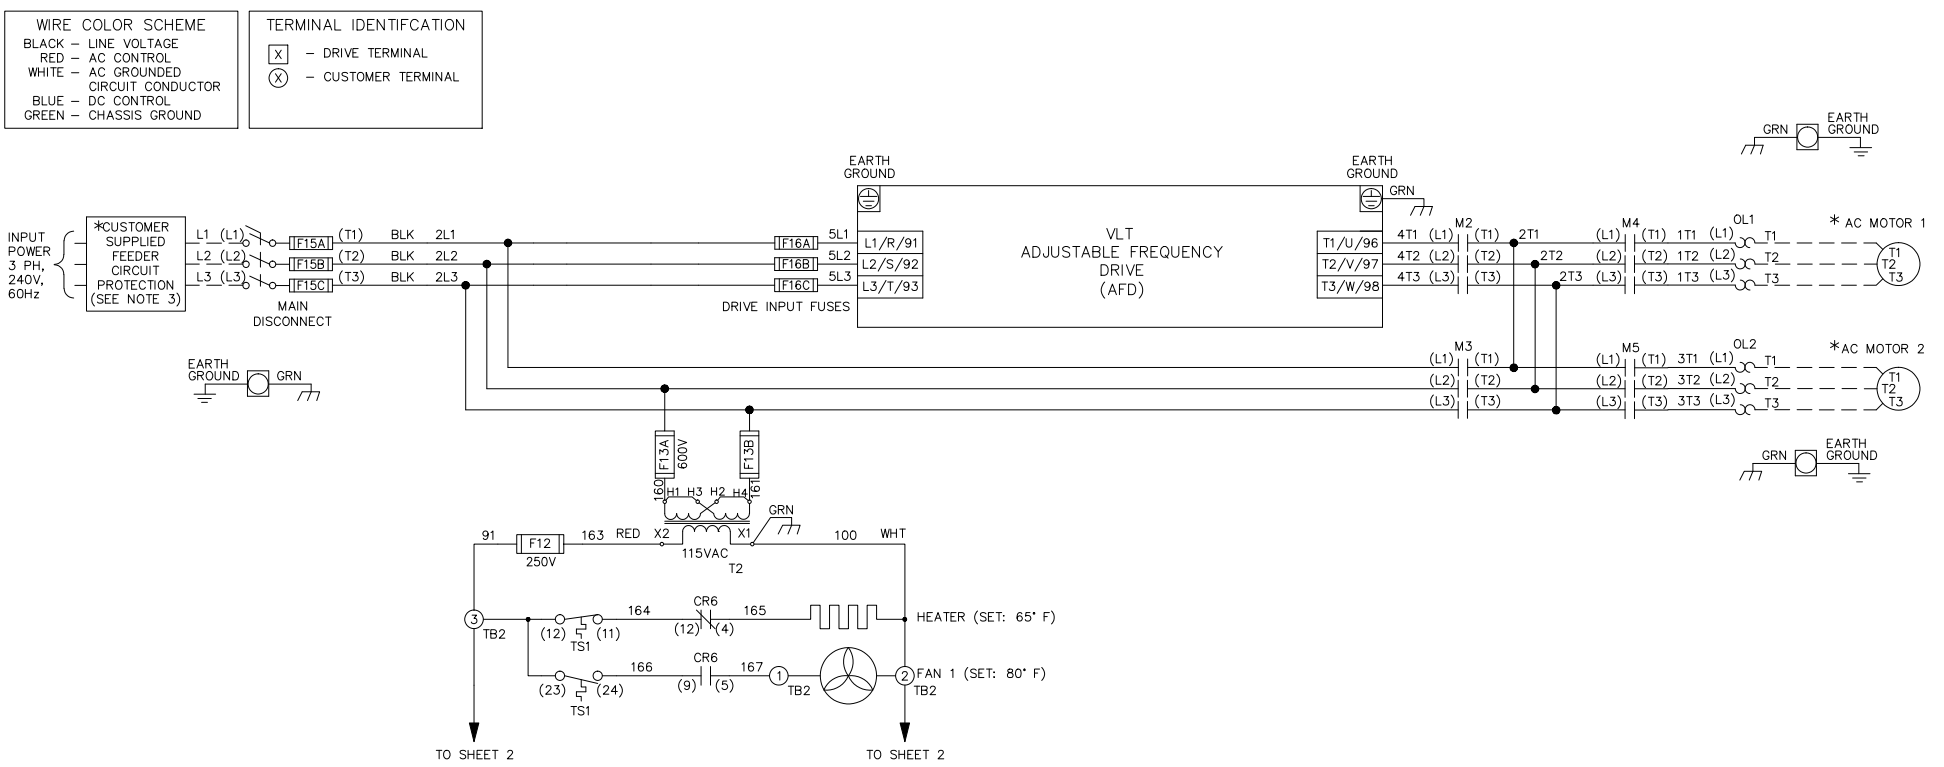 WIRE COLOR SCHEME
BLACK – LINE VOLTAGE
RED – AC CONTROL
WHITE – AC GROUNDED
CIRCUIT CONDUCTOR
BLUE – DC CONTROL
GREEN – CHASSIS GROUND
TERMINAL IDENTIFCATION
X – DRIVE TERMINAL
X – CUSTOMER TERMINAL
INPUT
POWER
3 PH,
240V,
60Hz
*CUSTOMER
SUPPLIED
FEEDER
CIRCUIT
PROTECTION
(SEE NOTE 3)
L1 (L1) F15A (T1) BLK 2L1 F16A 5L1
L2 (L2) F15B (T2) BLK 2L2 F16B 5L2
L3 (L3) F15C (T3) BLK 2L3 F16C 5L3
MAIN
DISCONNECT
DRIVE INPUT FUSES
EARTH
GROUND
L1/R/91
L2/S/92
L3/T/93
VLT
ADJUSTABLE FREQUENCY
DRIVE
(AFD)
EARTH
GROUND
GRN
T1/U/96
T2/V/97
T3/W/98
M2 M4 OL1
4T1 (L1) (T1) 2T1 (L1) (T1) 1T1 (L1) T1
4T2 (L2) (T2) 2T2 (L2) (T2) 1T2 (L2) T2
4T3 (L3) (T3) 2T3 (L3) (T3) 1T3 (L3) T3
* AC MOTOR 1
T1
T2
T3
GRN
EARTH
GROUND
EARTH
GROUND
GRN
M3 M5 OL2
(L1) (T1) (L1) (T1) 3T1 (L1) T1
(L2) (T2) (L2) (T2) 3T2 (L2) T2
(L3) (T3) (L3) (T3) 3T3 (L3) T3
*AC MOTOR 2
T1
T2
T3
GRN
EARTH
GROUND
F13A
600V
F13B
160
161
H1 H3 H2 H4
GRN
91 F12 163 RED X2 X1 100 WHT
250V
115VAC
T2
3
TB2
(12) (11)
TS1
164
CR6
(12) (4)
165
HEATER (SET: 65° F)
(23) (24)
TS1
166
CR6
(9) (5)
167
1
TB2
2
TB2
FAN 1 (SET: 80° F)
TO SHEET 2
TO SHEET 2